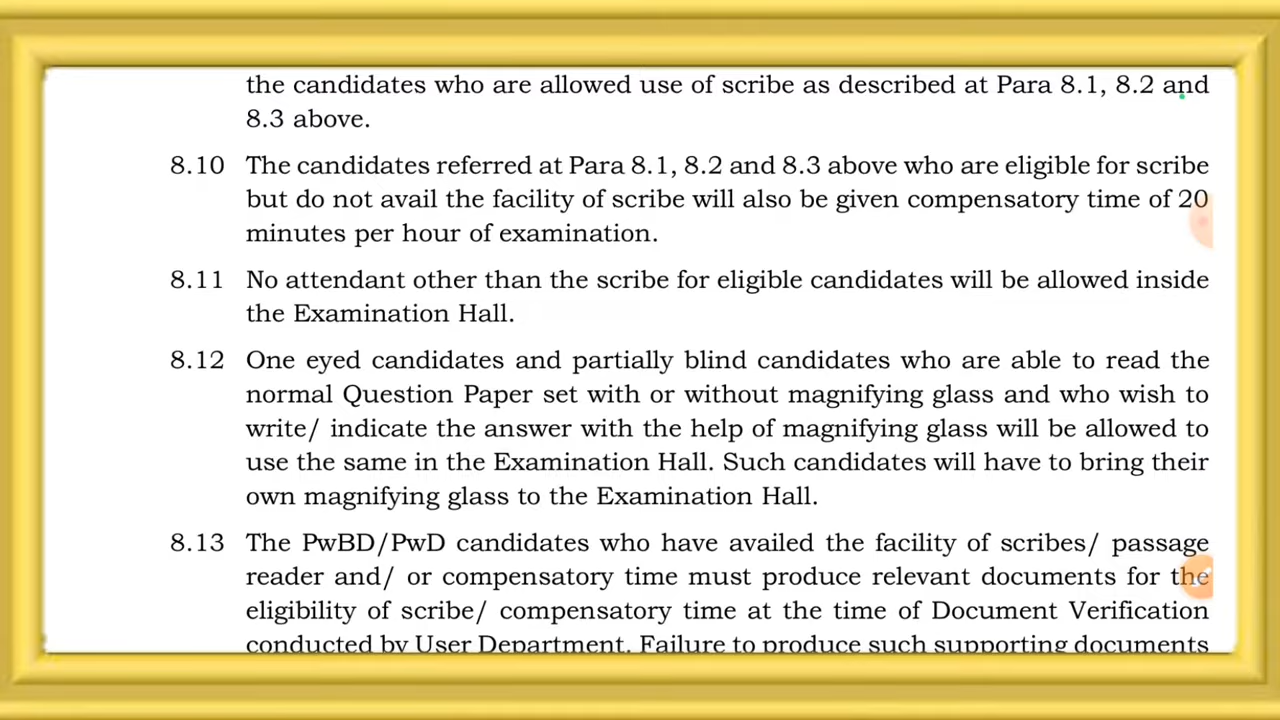 the candidates who are allowed use of scribe as described at Para 8.1, 8.2 and
8.3 above.
8.10 The candidates referred at Para 8.1, 8.2 and 8.3 above who are eligible for scribe
but do not avail the facility of scribe will also be given compensatory time of 20
minutes per hour of examination.
8.11 No attendant other than the scribe for eligible candidates will be allowed inside
the Examination Hall.
8.12 One eyed candidates and partially blind candidates who are able to read the
normal Question Paper set with or without magnifying glass and who wish to
write/ indicate the answer with the help of magnifying glass will be allowed to
use the same in the Examination Hall. Such candidates will have to bring their
own magnifying glass to the Examination Hall.
8.13 The PwBD/PwD candidates who have availed the facility of scribes/ passage
reader and/ or compensatory time must produce relevant documents for the
eligibility of scribe/ compensatory time at the time of Document Verification
conducted by User Department. Failure to produce such supporting documents